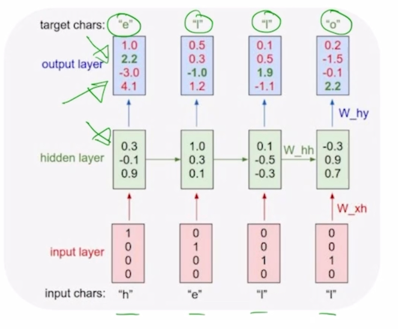 target chars: "e" "l" "l" "o"
1.0 0.5 0.1 0.2
2.2 0.3 0.5 -1.5
output layer -3.0 -1.0 1.9 -0.1
4.1 1.2 -1.1 2.2
W_hy
0.3 1.0 0.1 -0.3
hidden layer -0.1 0.3 -0.5 W_hh 0.9
0.9 0.1 -0.3 0.7
W_xh
1 0 0 0
input layer 0 1 0 0
0 0 1 1
0 0 0 0
input chars: "h" "e" "l" "l"